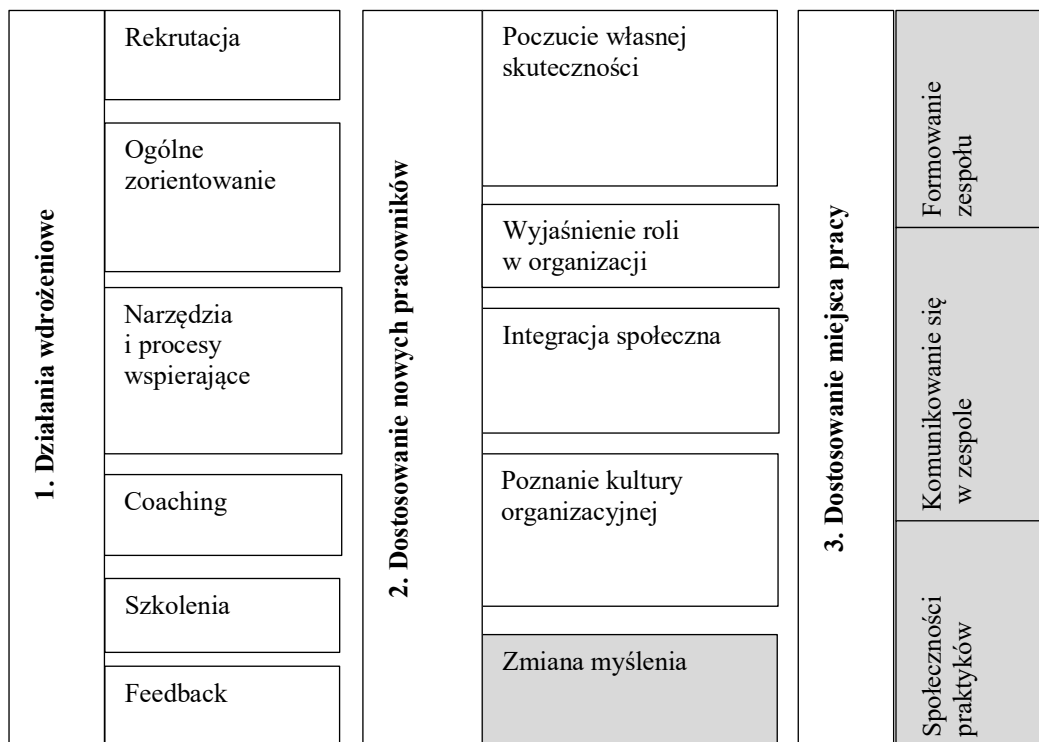 1. Działania wdrożeniowe
Rekrutacja
Ogólne
zorientowanie
Narzędzia
i procesy
wspierające
Coaching
Szkolenia
Feedback
2. Dostosowanie nowych pracowników
Poczucie własnej
skuteczności
Wyjaśnienie roli
w organizacji
Integracja społeczna
Poznanie kultury
organizacyjnej
Zmiana myślenia
3. Dostosowanie miejsca pracy
Formowanie
zespołu
Komunikowanie się
w zespole
Społeczności
praktyków